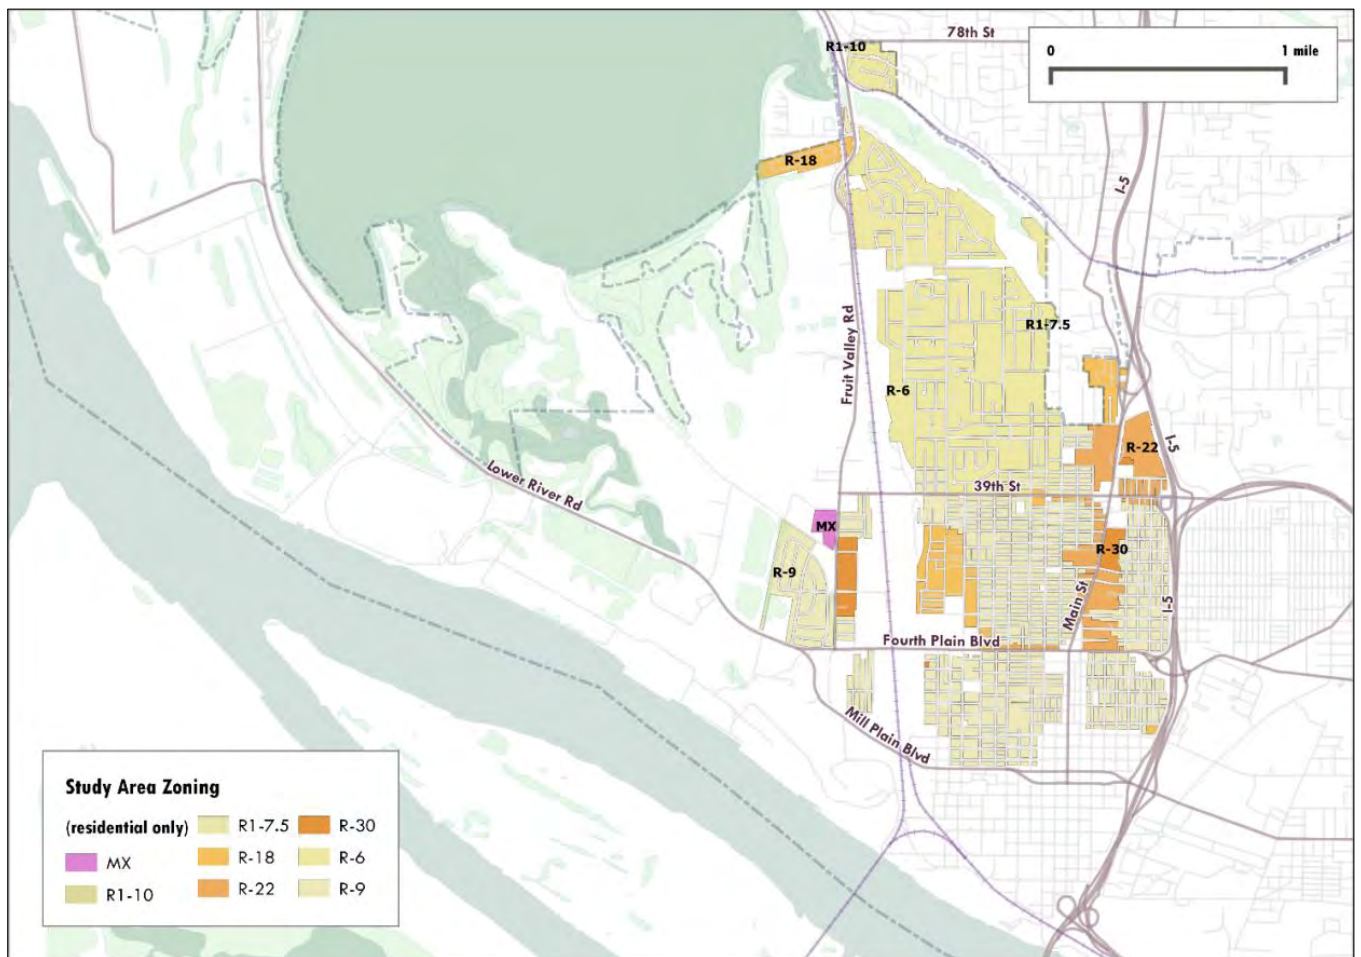 78th St
R1-10
0 1 mile
R-18
I-5
Fruit Valley Rd
R1-7.5
R-6
R-22
I-5
Lower River Rd
39th St
MX
R-30
R-9
Main St
I-5
Fourth Plain Blvd
Mill Plain Blvd
Study Area Zoning
(residential only)
MX
R1-10
R1-7.5
R-18
R-22
R-30
R-6
R-9